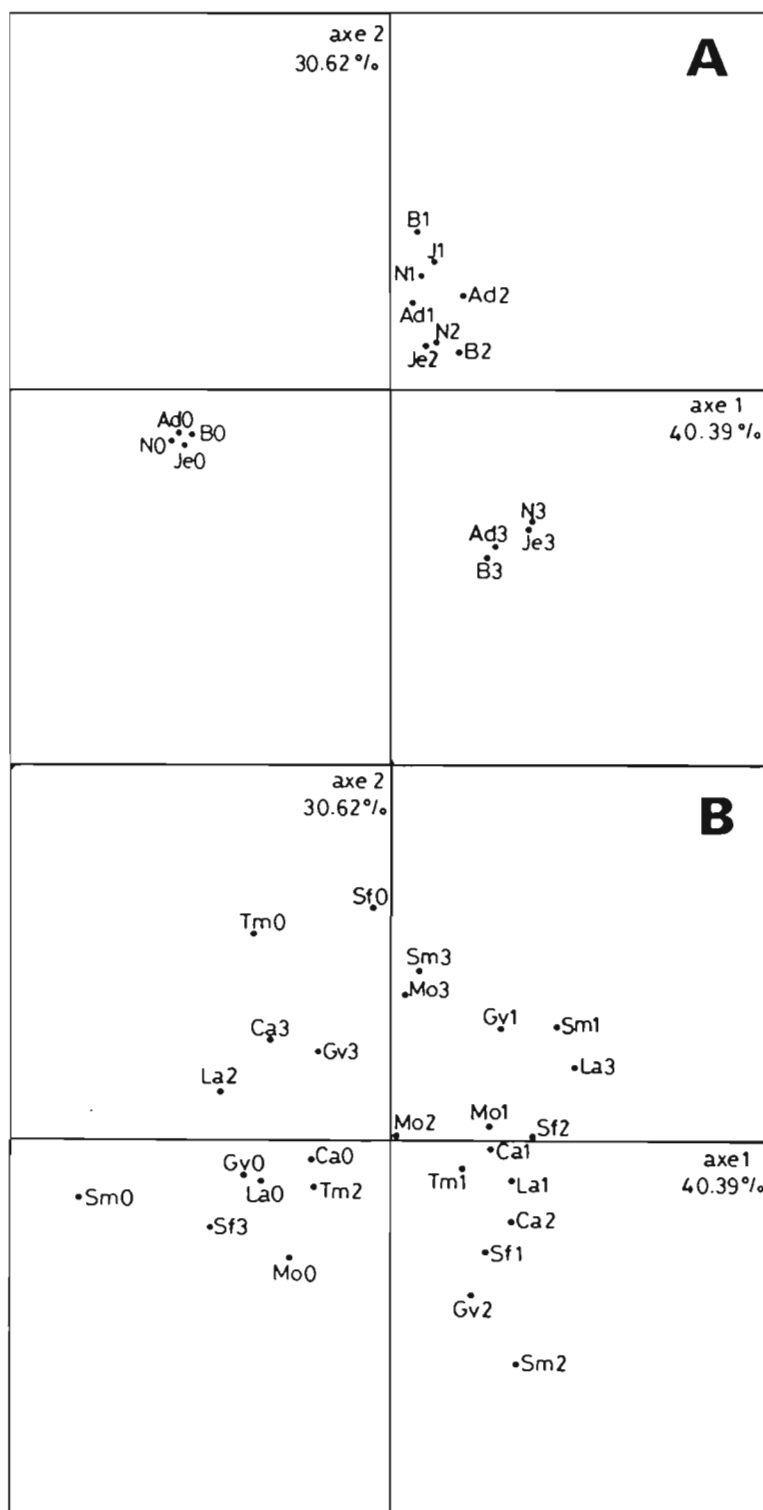 axe 2
30.62%
A
B1
J1
N1
Ad2
Ad1
N2
Je2
B2
axe 1
40.39%
Ad0
B0
N0
Je0
N3
Ad3
Je3
B3
axe 2
30.62%
B
Sf0
Tm0
Sm3
Mo3
Gv1
Sm1
Ca3
Gv3
La3
La2
Mo2
Mo1
Sf2
Ca0
Ca1
axe1
40.39%
Gv0
Tm1
La1
Sm0
La0
Tm2
Sf3
Ca2
Mo0
Sf1
Gv2
Sm2